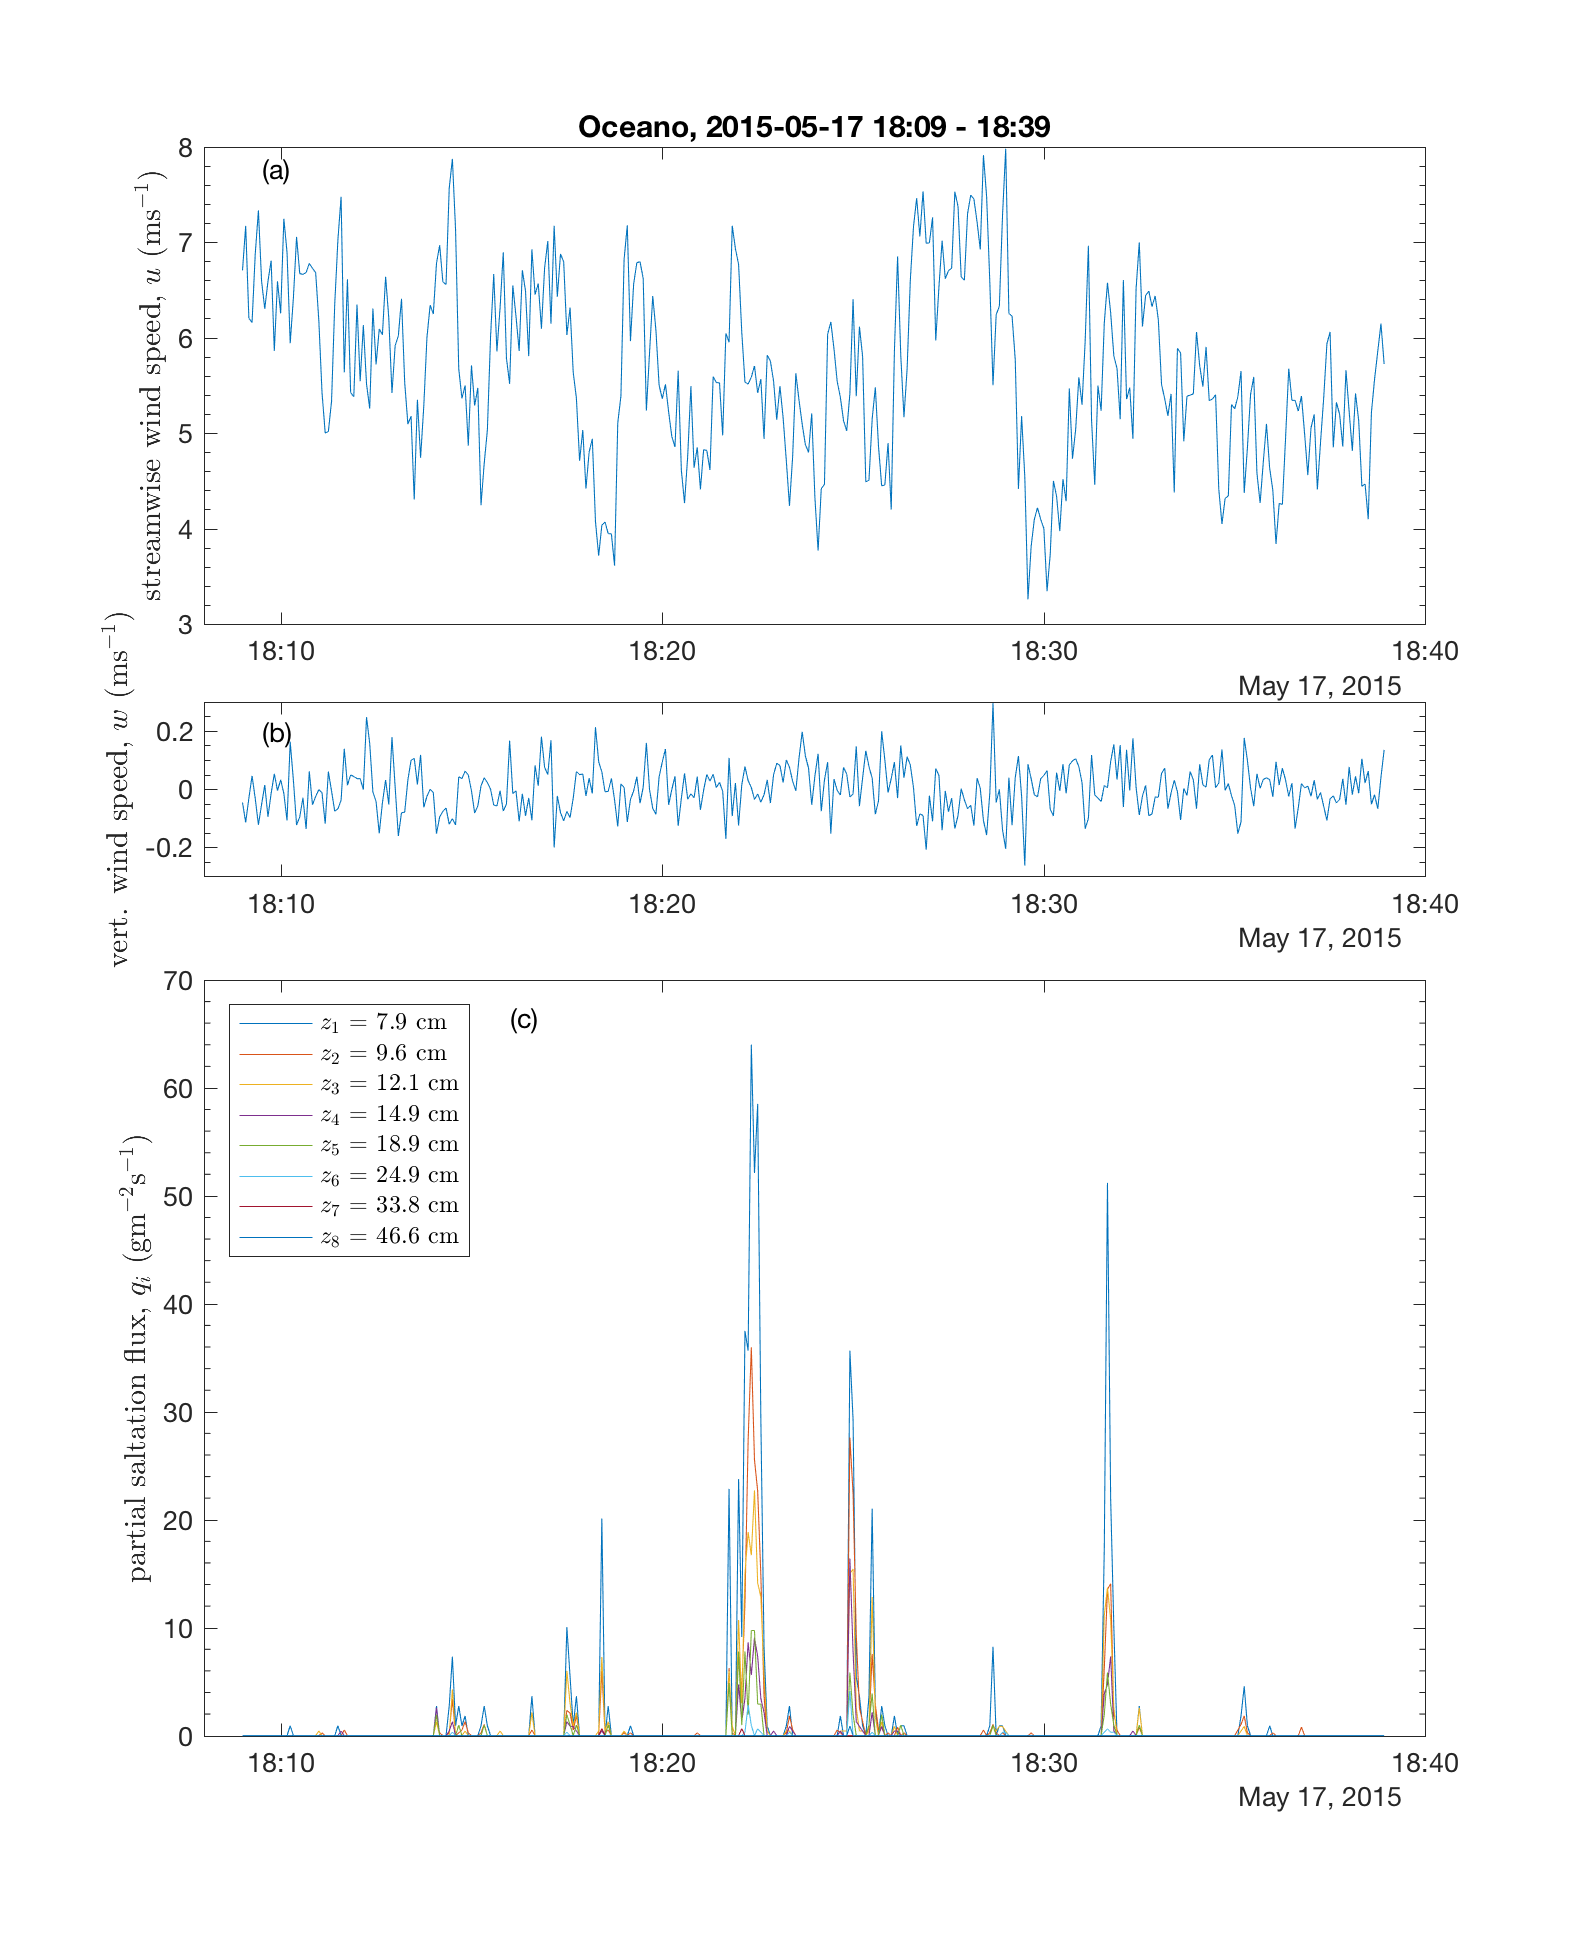 Oceano, 2015-05-17 18:09 - 18:39
(a)
streamwise wind speed, u (ms⁻¹)
8
7
6
5
4
3
18:10 18:20 18:30 18:40
May 17, 2015
(b)
vert. wind speed, w (ms⁻¹)
0.2
0
-0.2
18:10 18:20 18:30 18:40
May 17, 2015
(c)
partial saltation flux, qᵢ (gm⁻²s⁻¹)
70
60
50
40
30
20
10
0
z₁ = 7.9 cm
z₂ = 9.6 cm
z₃ = 12.1 cm
z₄ = 14.9 cm
z₅ = 18.9 cm
z₆ = 24.9 cm
z₇ = 33.8 cm
z₈ = 46.6 cm
18:10 18:20 18:30 18:40
May 17, 2015